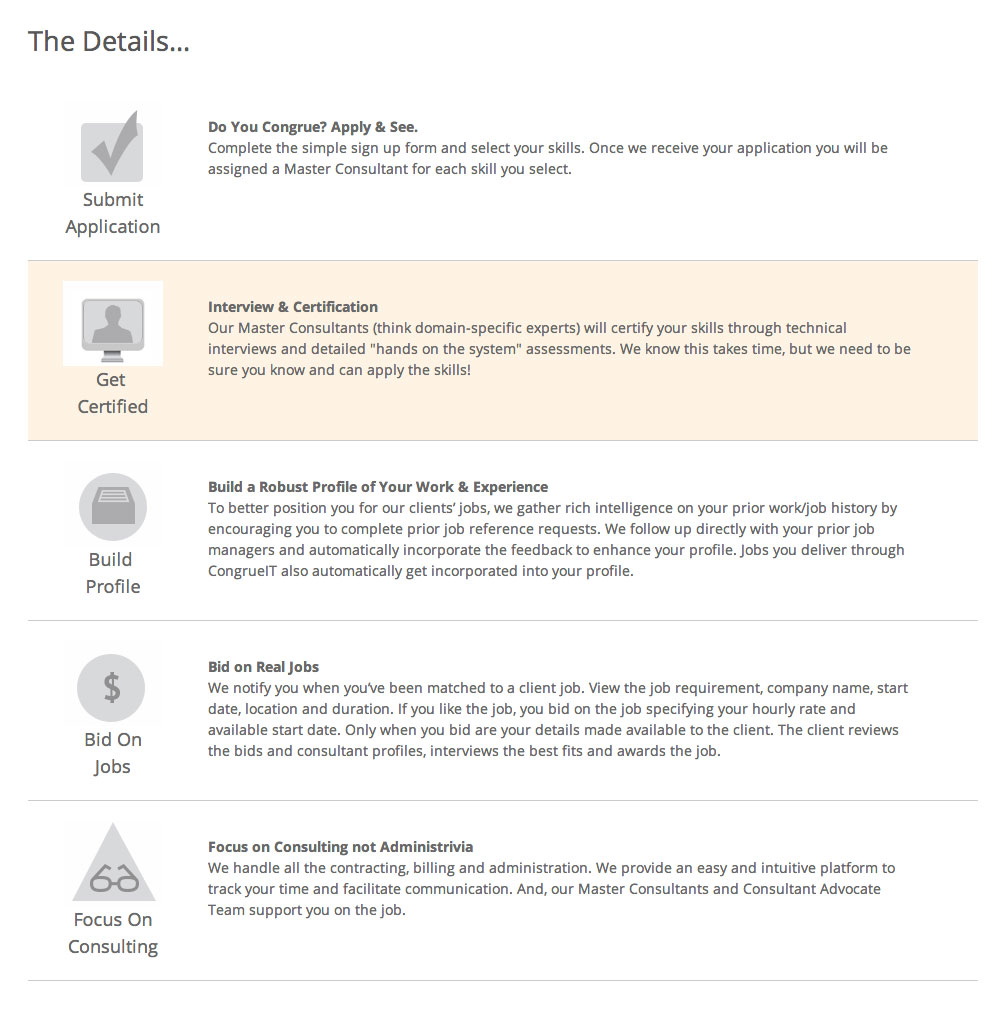 The Details...
Do You Congrue? Apply & See.
Complete the simple sign up form and select your skills. Once we receive your application you will be
assigned a Master Consultant for each skill you select.
Submit
Application
Interview & Certification
Our Master Consultants (think domain-specific experts) will certify your skills through technical
interviews and detailed "hands on the system" assessments. We know this takes time, but we need to be
sure you know and can apply the skills!
Get
Certified
Build a Robust Profile of Your Work & Experience
To better position you for our clients’ jobs, we gather rich intelligence on your prior work/job history by
encouraging you to complete prior job reference requests. We follow up directly with your prior job
managers and automatically incorporate the feedback to enhance your profile. Jobs you deliver through
CongrueIT also automatically get incorporated into your profile.
Build
Profile
Bid on Real Jobs
We notify you when you’ve been matched to a client job. View the job requirement, company name, start
date, location and duration. If you like the job, you bid on the job specifying your hourly rate and
available start date. Only when you bid are your details made available to the client. The client reviews
the bids and consultant profiles, interviews the best fits and awards the job.
$
Bid On
Jobs
Focus on Consulting not Administrivia
We handle all the contracting, billing and administration. We provide an easy and intuitive platform to
track your time and facilitate communication. And, our Master Consultants and Consultant Advocate
Team support you on the job.
Focus On
Consulting